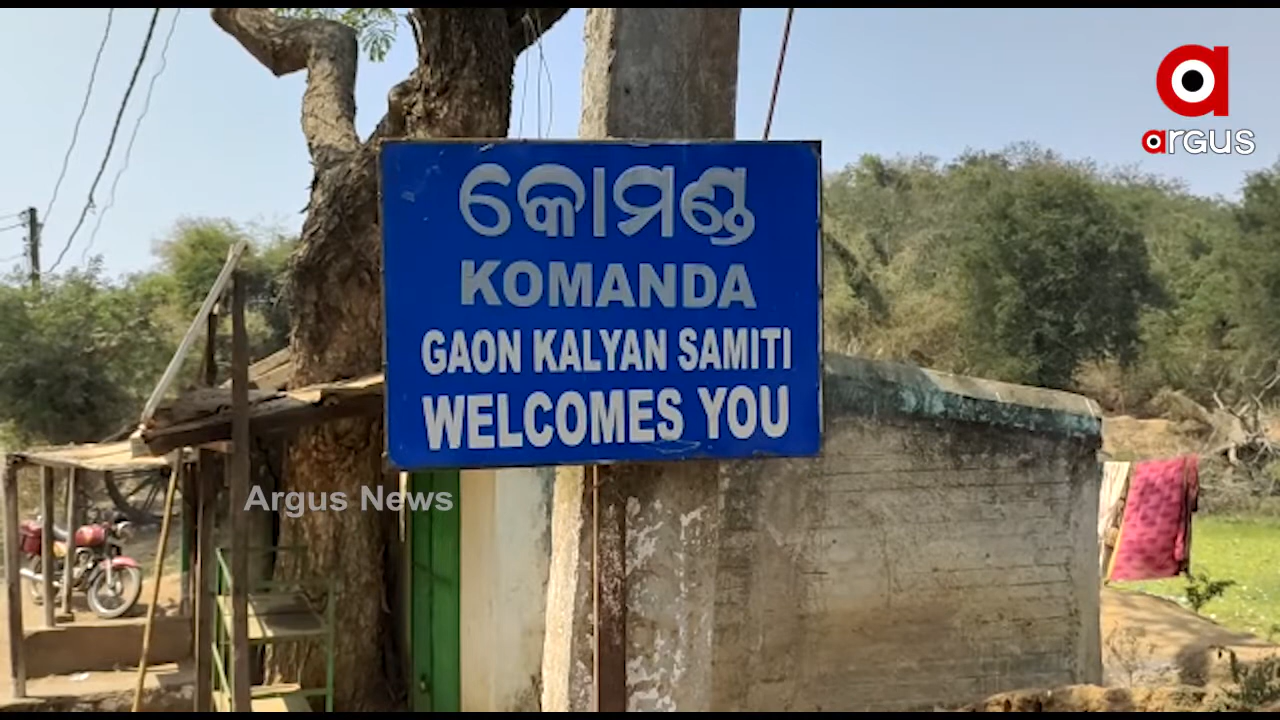 କୋମଣ୍ଡ
KOMANDA
GAON KALYAN SAMITI
WELCOMES YOU
argus
Argus News